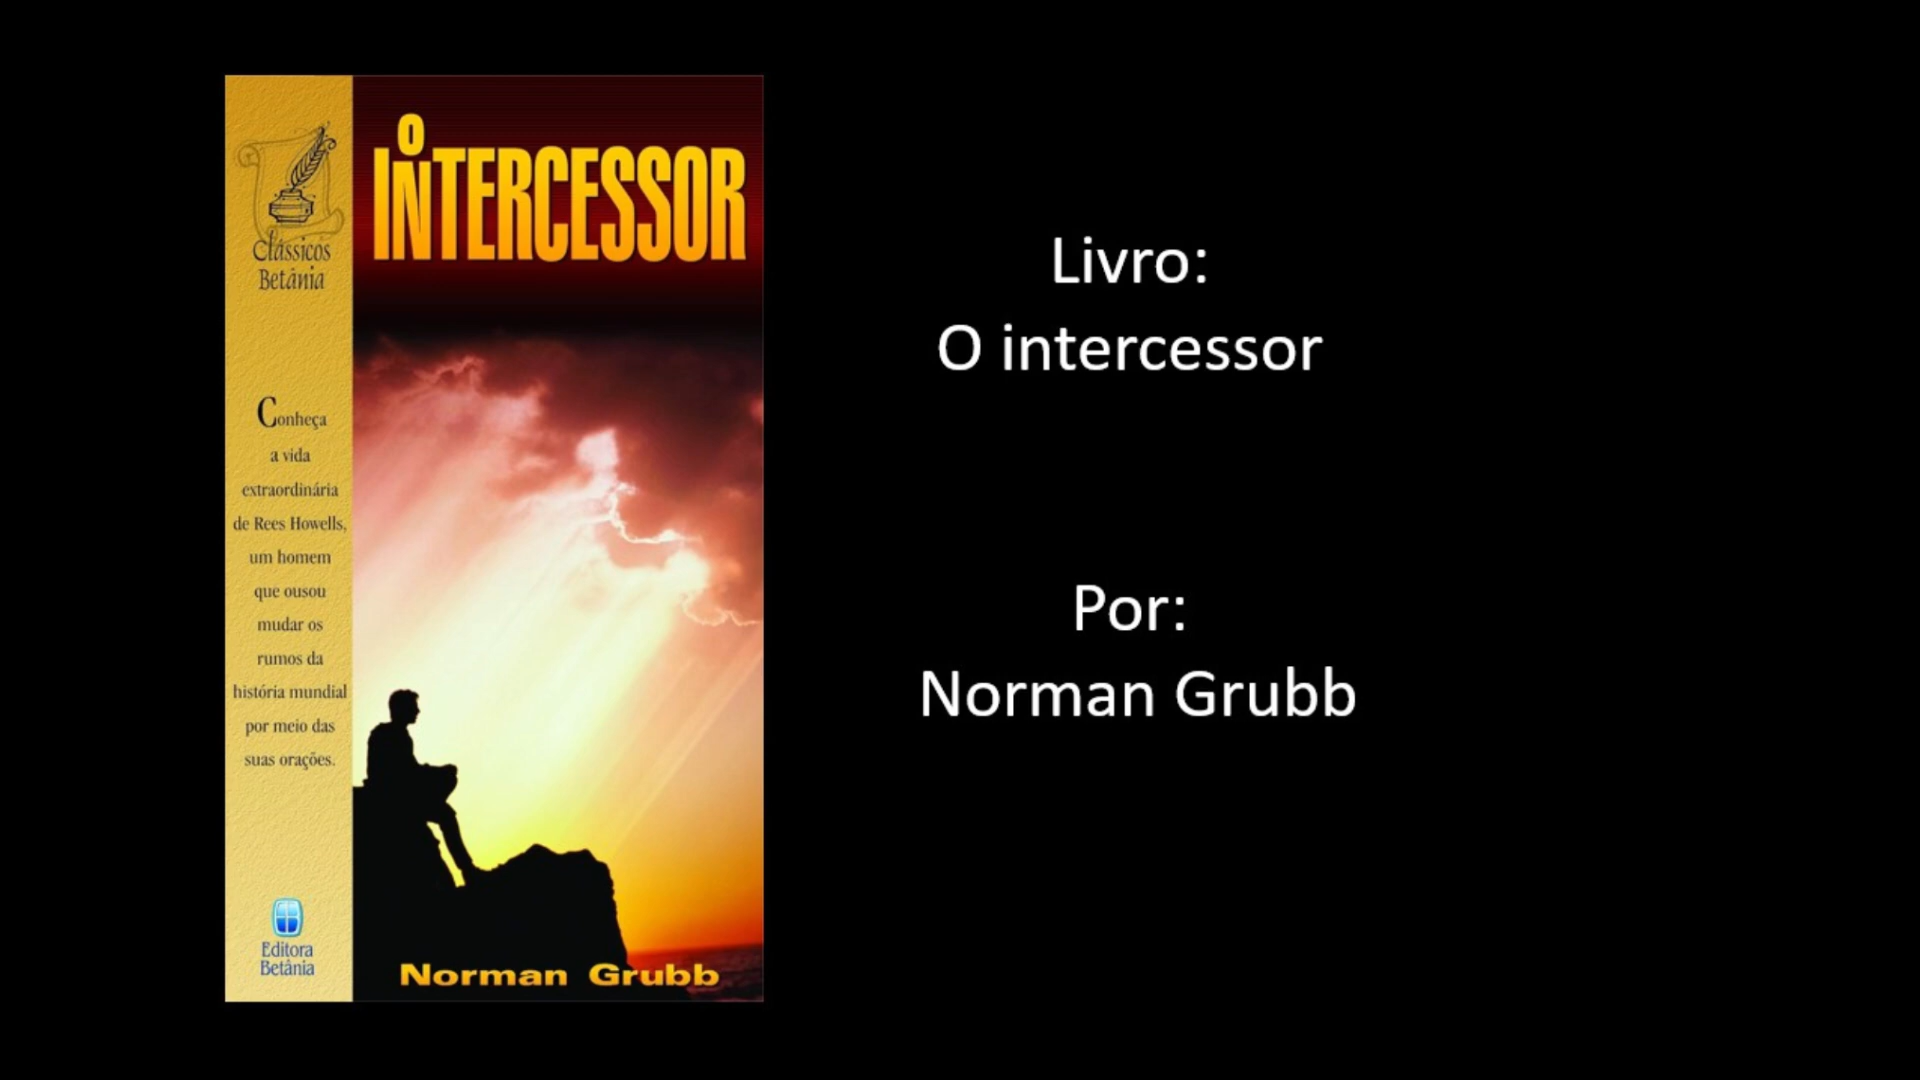 Clássicos
Betânia
Conheça
a vida
extraordinária
de Rees Howells,
um homem
que ousou
mudar os
rumos da
história mundial
por meio das
suas orações.
Editora
Betânia
O
INTERCESSOR
Norman Grubb
Livro:
O intercessor
Por:
Norman Grubb